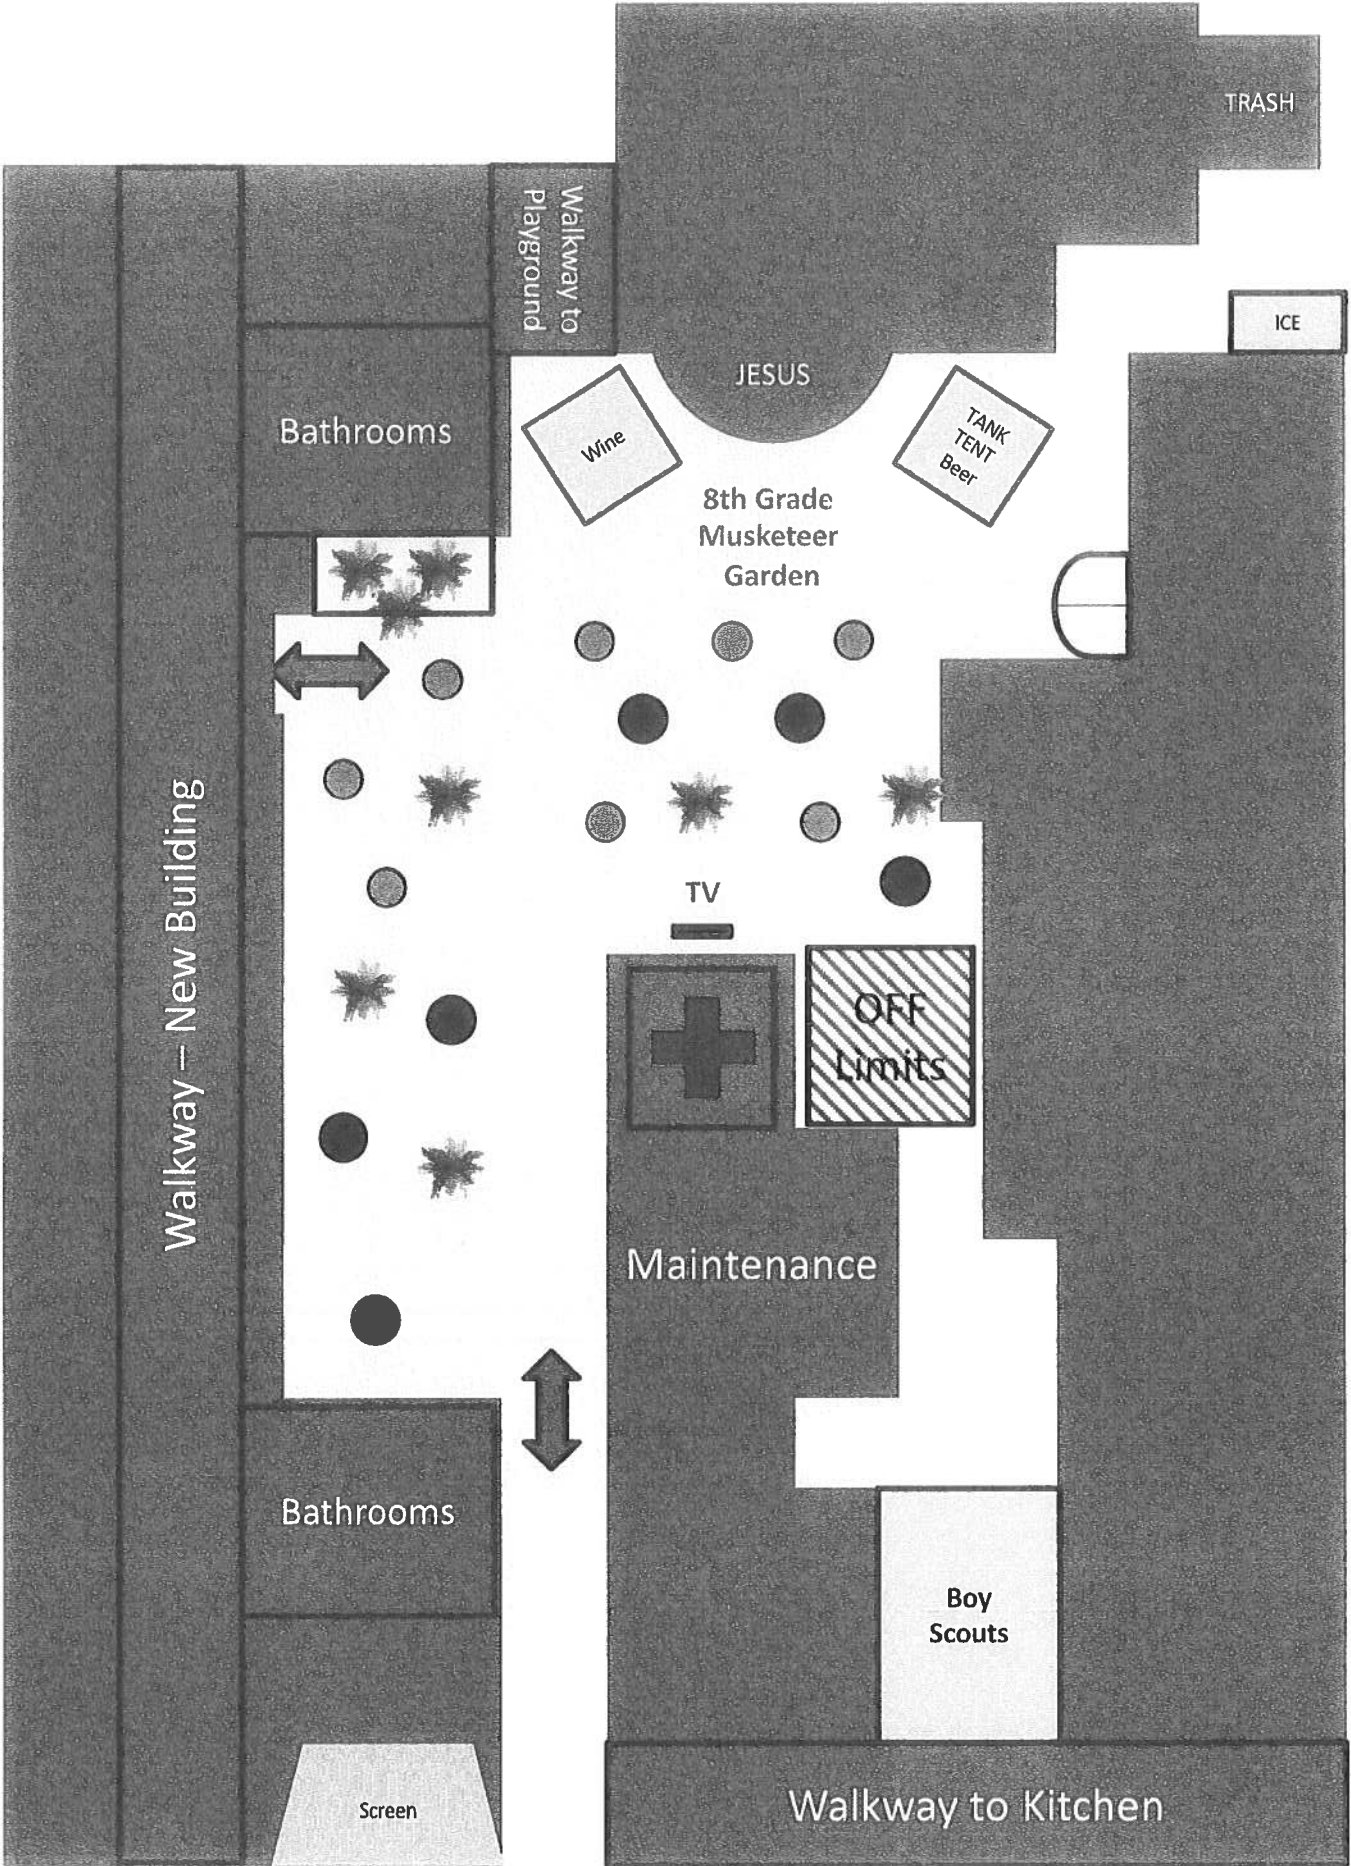 TRASH
Walkway to
Playground
ICE
JESUS
Bathrooms
Wine
TANK
TENT
Beer
8th Grade
Musketeer
Garden
Walkway – New Building
TV
OFF
Limits
Maintenance
Bathrooms
Boy
Scouts
Screen
Walkway to Kitchen